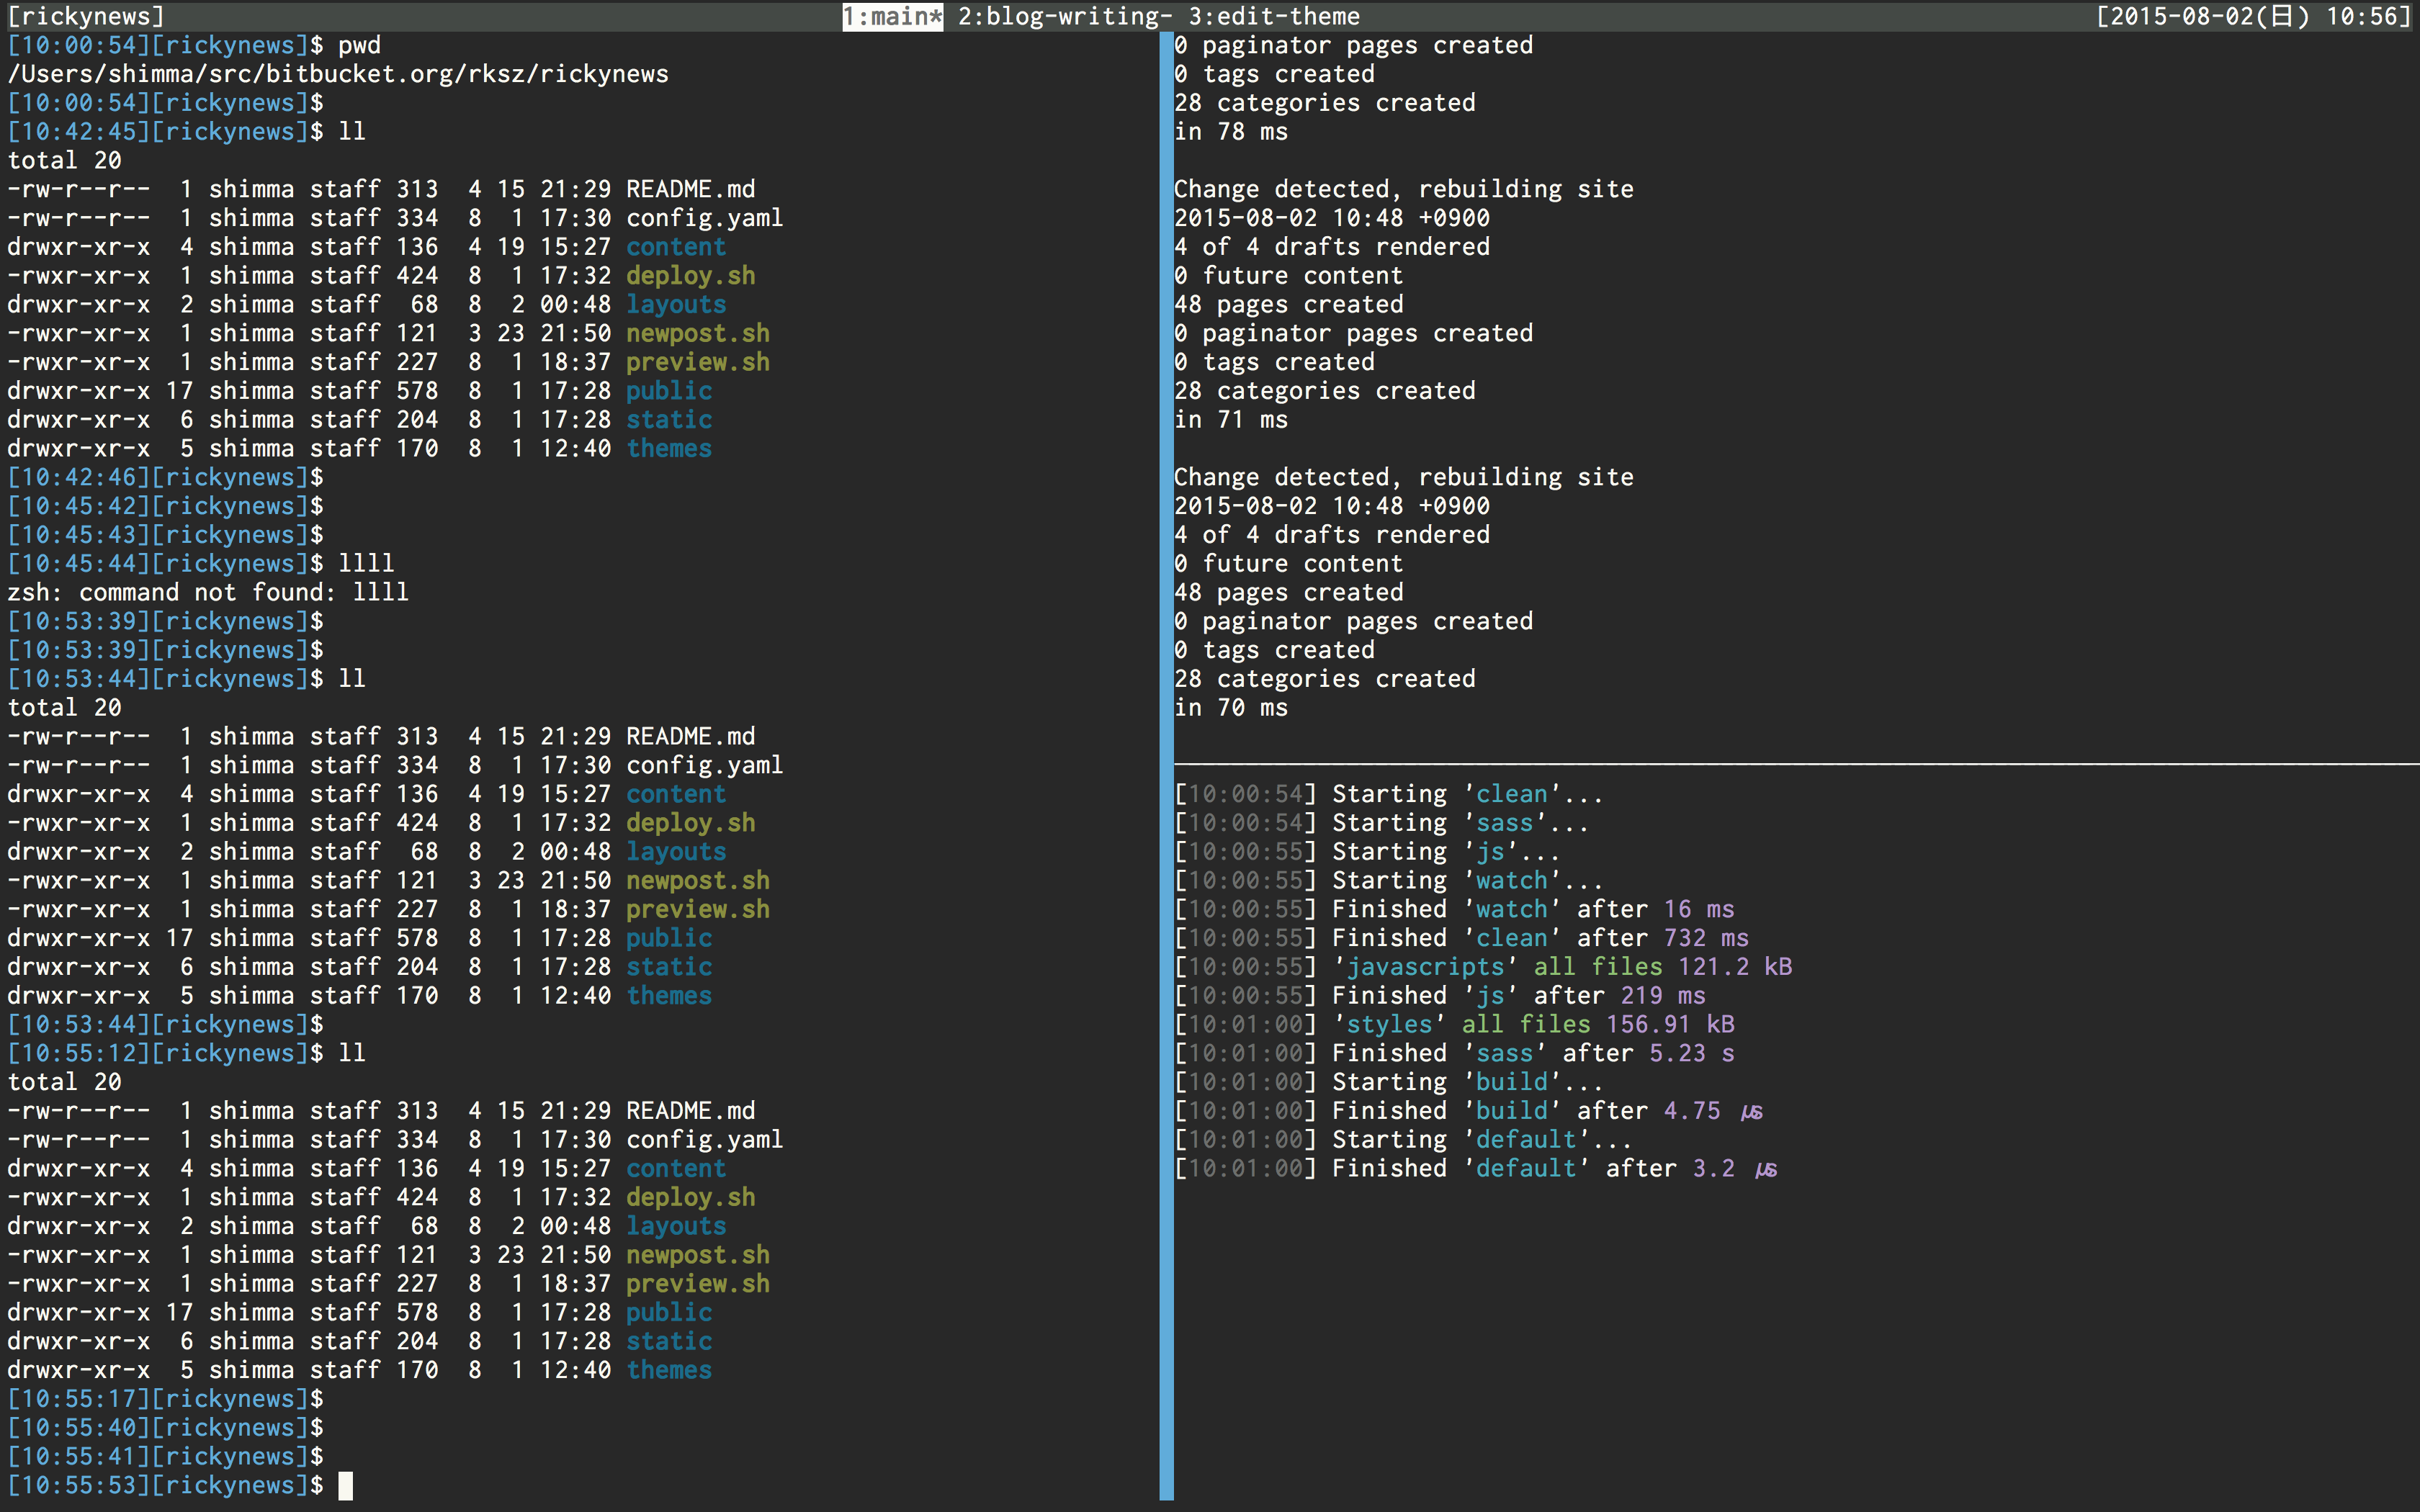 [rickynews] 1:main* 2:blog-writing- 3:edit-theme [2015-08-02(日) 10:56]
[10:00:54][rickynews]$ pwd
/Users/shimma/src/bitbucket.org/rksz/rickynews
[10:00:54][rickynews]$
[10:42:45][rickynews]$ ll
total 20
-rw-r--r--  1 shimma staff 313  4 15 21:29 README.md
-rw-r--r--  1 shimma staff 334  8  1 17:30 config.yaml
drwxr-xr-x  4 shimma staff 136  4 19 15:27 content
-rwxr-xr-x  1 shimma staff 424  8  1 17:32 deploy.sh
drwxr-xr-x  2 shimma staff  68  8  2 00:48 layouts
-rwxr-xr-x  1 shimma staff 121  3 23 21:50 newpost.sh
-rwxr-xr-x  1 shimma staff 227  8  1 18:37 preview.sh
drwxr-xr-x 17 shimma staff 578  8  1 17:28 public
drwxr-xr-x  6 shimma staff 204  8  1 17:28 static
drwxr-xr-x  5 shimma staff 170  8  1 12:40 themes
[10:42:46][rickynews]$
[10:45:42][rickynews]$
[10:45:43][rickynews]$
[10:45:44][rickynews]$ llll
zsh: command not found: llll
[10:53:39][rickynews]$
[10:53:39][rickynews]$
[10:53:44][rickynews]$ ll
total 20
-rw-r--r--  1 shimma staff 313  4 15 21:29 README.md
-rw-r--r--  1 shimma staff 334  8  1 17:30 config.yaml
drwxr-xr-x  4 shimma staff 136  4 19 15:27 content
-rwxr-xr-x  1 shimma staff 424  8  1 17:32 deploy.sh
drwxr-xr-x  2 shimma staff  68  8  2 00:48 layouts
-rwxr-xr-x  1 shimma staff 121  3 23 21:50 newpost.sh
-rwxr-xr-x  1 shimma staff 227  8  1 18:37 preview.sh
drwxr-xr-x 17 shimma staff 578  8  1 17:28 public
drwxr-xr-x  6 shimma staff 204  8  1 17:28 static
drwxr-xr-x  5 shimma staff 170  8  1 12:40 themes
[10:53:44][rickynews]$
[10:55:12][rickynews]$ ll
total 20
-rw-r--r--  1 shimma staff 313  4 15 21:29 README.md
-rw-r--r--  1 shimma staff 334  8  1 17:30 config.yaml
drwxr-xr-x  4 shimma staff 136  4 19 15:27 content
-rwxr-xr-x  1 shimma staff 424  8  1 17:32 deploy.sh
drwxr-xr-x  2 shimma staff  68  8  2 00:48 layouts
-rwxr-xr-x  1 shimma staff 121  3 23 21:50 newpost.sh
-rwxr-xr-x  1 shimma staff 227  8  1 18:37 preview.sh
drwxr-xr-x 17 shimma staff 578  8  1 17:28 public
drwxr-xr-x  6 shimma staff 204  8  1 17:28 static
drwxr-xr-x  5 shimma staff 170  8  1 12:40 themes
[10:55:17][rickynews]$
[10:55:40][rickynews]$
[10:55:41][rickynews]$
[10:55:53][rickynews]$
0 paginator pages created
0 tags created
28 categories created
in 78 ms
Change detected, rebuilding site
2015-08-02 10:48 +0900
4 of 4 drafts rendered
0 future content
48 pages created
0 paginator pages created
0 tags created
28 categories created
in 71 ms
Change detected, rebuilding site
2015-08-02 10:48 +0900
4 of 4 drafts rendered
0 future content
48 pages created
0 paginator pages created
0 tags created
28 categories created
in 70 ms
[10:00:54] Starting 'clean'...
[10:00:54] Starting 'sass'...
[10:00:55] Starting 'js'...
[10:00:55] Starting 'watch'...
[10:00:55] Finished 'watch' after 16 ms
[10:00:55] Finished 'clean' after 732 ms
[10:00:55] 'javascripts' all files 121.2 kB
[10:00:55] Finished 'js' after 219 ms
[10:01:00] 'styles' all files 156.91 kB
[10:01:00] Finished 'sass' after 5.23 s
[10:01:00] Starting 'build'...
[10:01:00] Finished 'build' after 4.75 μs
[10:01:00] Starting 'default'...
[10:01:00] Finished 'default' after 3.2 μs